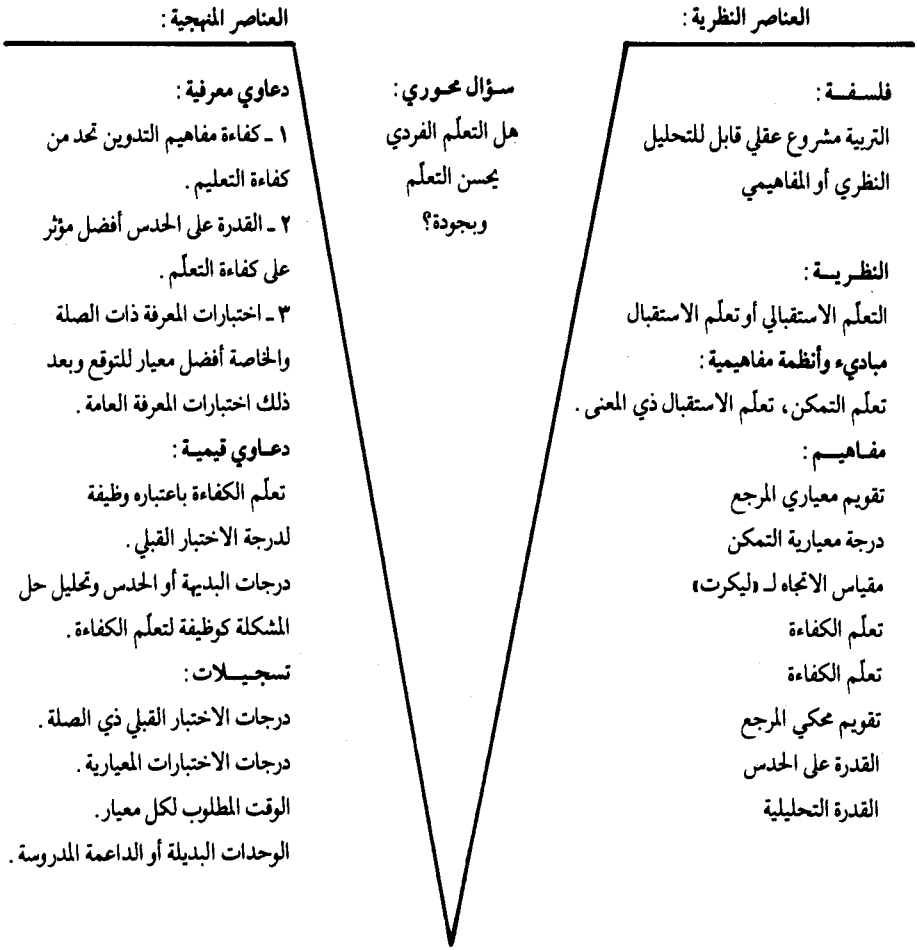 العناصر النظرية :
فلسفة :
التربية مشروع عقلي قابل للتحليل
النظري أو المفاهيمي
النظرية :
التعلّم الاستقبالي أو تعلّم الاستقبال
مباديء وأنظمة مفاهيمية :
تعلّم التمكن ، تعلّم الاستقبال ذي المعنى .
مفاهيم :
تقويم معياري المرجع
درجة معيارية التمكن
مقياس الاتجاه لـ «ليكرت»
تعلّم الكفاءة
تعلّم الكفاءة
تقويم محكي المرجع
القدرة على الحدس
القدرة التحليلية
سؤال محوري :
هل التعلّم الفردي
يحسن التعلّم
وبجودة؟
العناصر المنهجية :
دعاوي معرفية :
١ ـ كفاءة مفاهيم التدوين تحد من
كفاءة التعليم .
٢ ـ القدرة على الحدس أفضل مؤثر
على كفاءة التعلّم .
٣ ـ اختبارات المعرفة ذات الصلة
والخاصة أفضل معيار للتوقع وبعد
ذلك اختبارات المعرفة العامة .
دعاوي قيمية :
تعلّم الكفاءة باعتباره وظيفة
لدرجة الاختبار القبلي .
درجات البديهة أو الحدس وتحليل حل
المشكلة كوظيفة لتعلّم الكفاءة .
تسجيلات :
درجات الاختبار القبلي ذي الصلة .
درجات الاختبارات المعيارية .
الوقت المطلوب لكل معيار .
الوحدات البديلة أو الداعمة المدروسة .